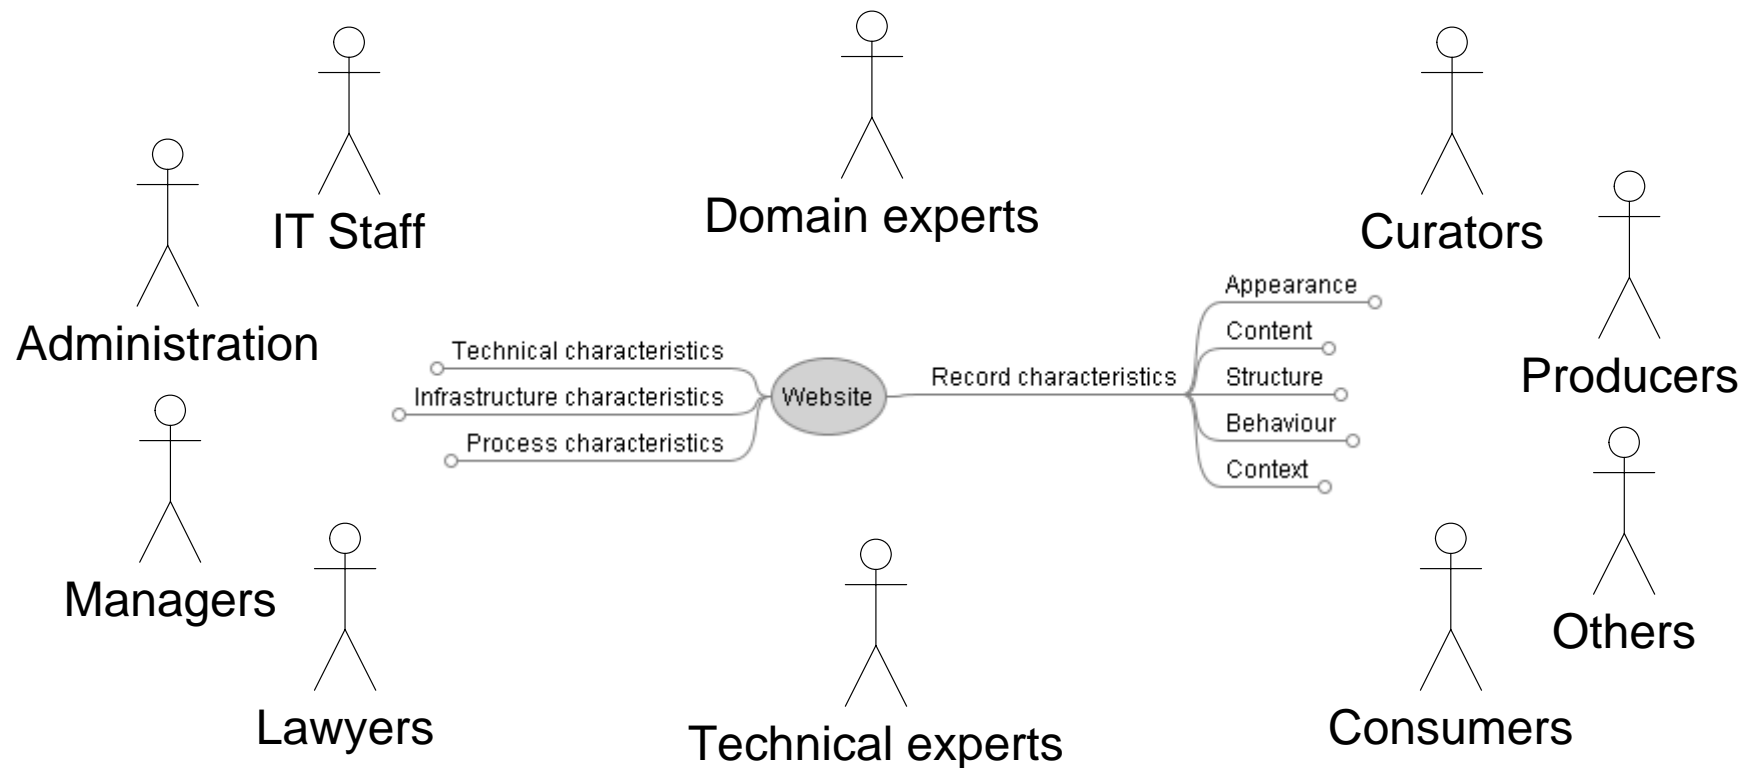 IT Staff
Domain experts
Curators
Administration
Producers
Technical characteristics
Infrastructure characteristics
Process characteristics
Website
Record characteristics
Appearance
Content
Structure
Behaviour
Context
Managers
Others
Lawyers
Technical experts
Consumers